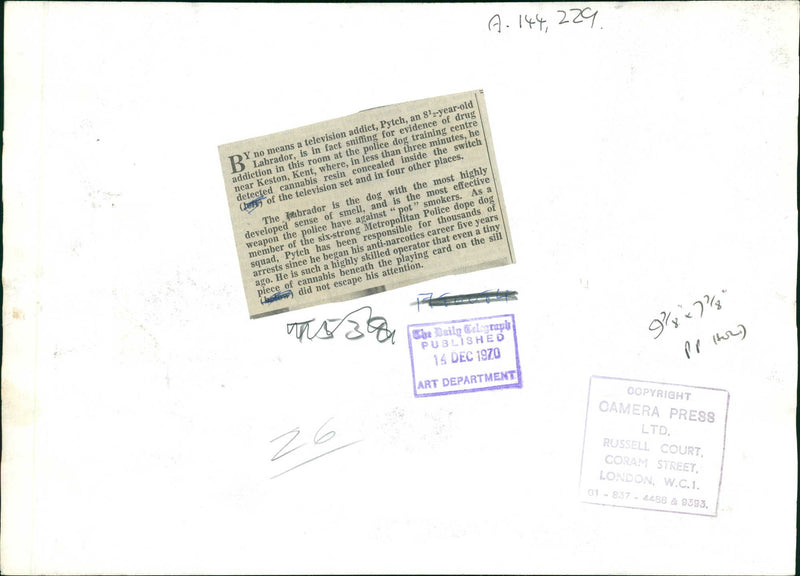 A. 144, 229.
BY no means a television addict, Pytch, an 8½-year-old
Labrador, is in fact sniffing for evidence of drug
addiction in this room at the police dog training centre
near Keston, Kent, where, in less than three minutes, he
detected cannabis resin concealed inside the switch
of the television set and in four other places.
The Labrador is the dog with the most highly
developed sense of smell, and is the most effective
weapon the police have against "pot" smokers. As a
member of the six-strong Metropolitan Police dope dog
squad, Pytch has been responsible for thousands of
arrests since he began his anti-narcotics career five years
ago. He is such a highly skilled operator that even a tiny
piece of cannabis beneath the playing card on the sill
(below) did not escape his attention.
The Daily Telegraph
PUBLISHED
14 DEC 1970
ART DEPARTMENT
9 7/8" x 7 7/8"
26
COPYRIGHT
CAMERA PRESS
LTD.
RUSSELL COURT,
CORAM STREET,
LONDON, W.C.1.
01 - 837 - 4488 & 9393.